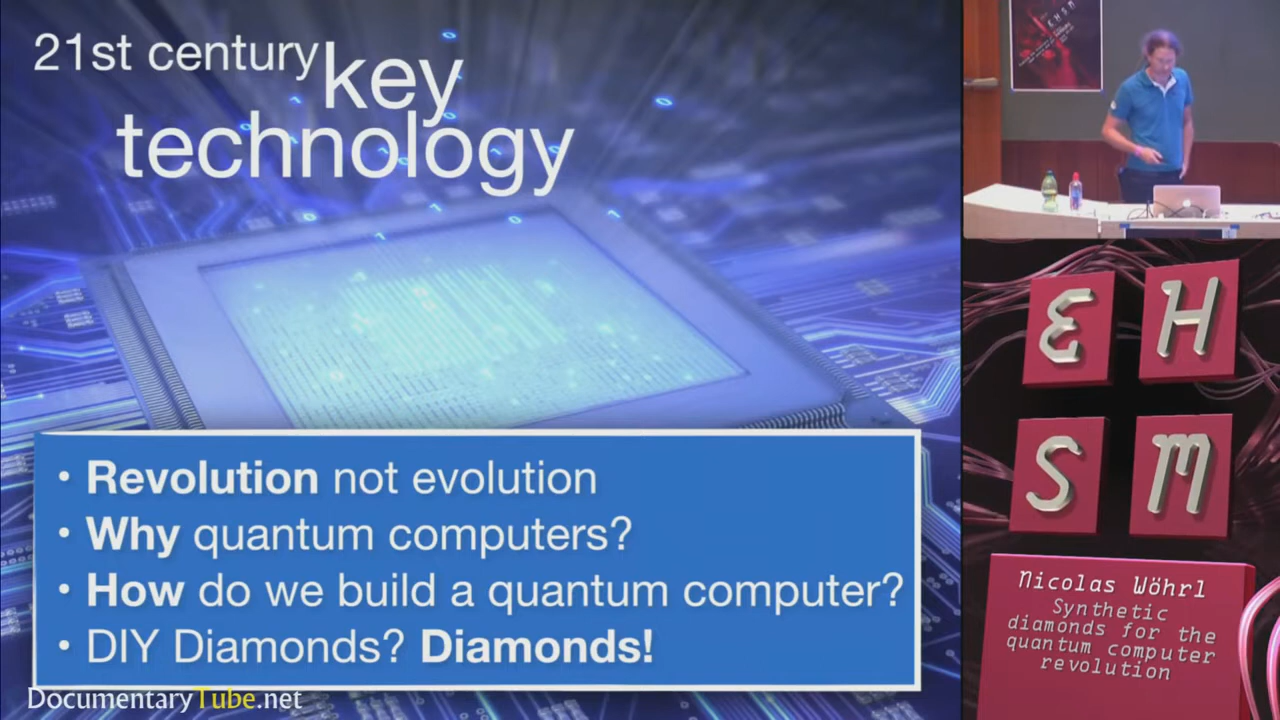 21st century key
technology
• Revolution not evolution
• Why quantum computers?
• How do we build a quantum computer?
• DIY Diamonds? Diamonds!
DocumentaryTube.net
EHSM
E H
S M
Nicolas Wöhrl
Synthetic
diamonds for the
quantum computer
revolution